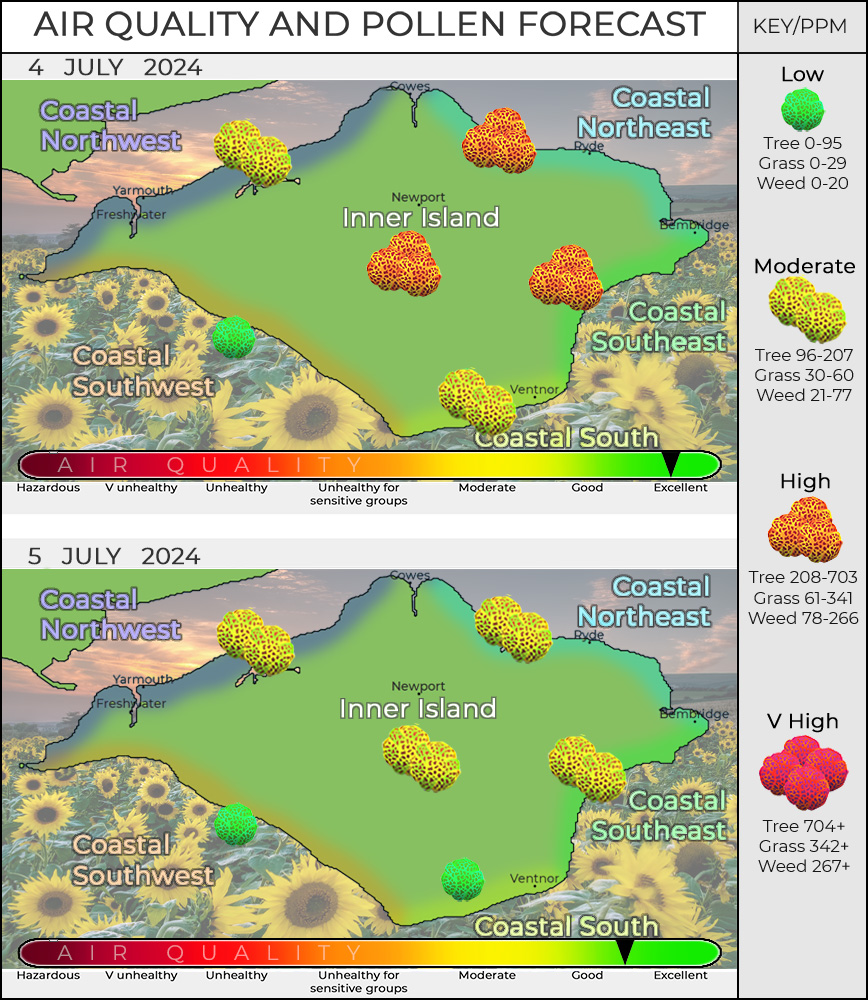 AIR QUALITY AND POLLEN FORECAST
KEY/PPM
4 JULY 2024
Coastal
Northwest
Cowes
Coastal
Northeast
Ryde
Yarmouth
Freshwater
Newport
Inner Island
Bembridge
Coastal
Southeast
Coastal
Southwest
Ventnor
Coastal South
AIR QUALITY
Hazardous
V unhealthy
Unhealthy
Unhealthy for
sensitive groups
Moderate
Good
Excellent
5 JULY 2024
Coastal
Northwest
Cowes
Coastal
Northeast
Ryde
Yarmouth
Freshwater
Newport
Inner Island
Bembridge
Coastal
Southeast
Coastal
Southwest
Ventnor
Coastal South
AIR QUALITY
Hazardous
V unhealthy
Unhealthy
Unhealthy for
sensitive groups
Moderate
Good
Excellent
Low
Tree 0-95
Grass 0-29
Weed 0-20
Moderate
Tree 96-207
Grass 30-60
Weed 21-77
High
Tree 208-703
Grass 61-341
Weed 78-266
V High
Tree 704+
Grass 342+
Weed 267+